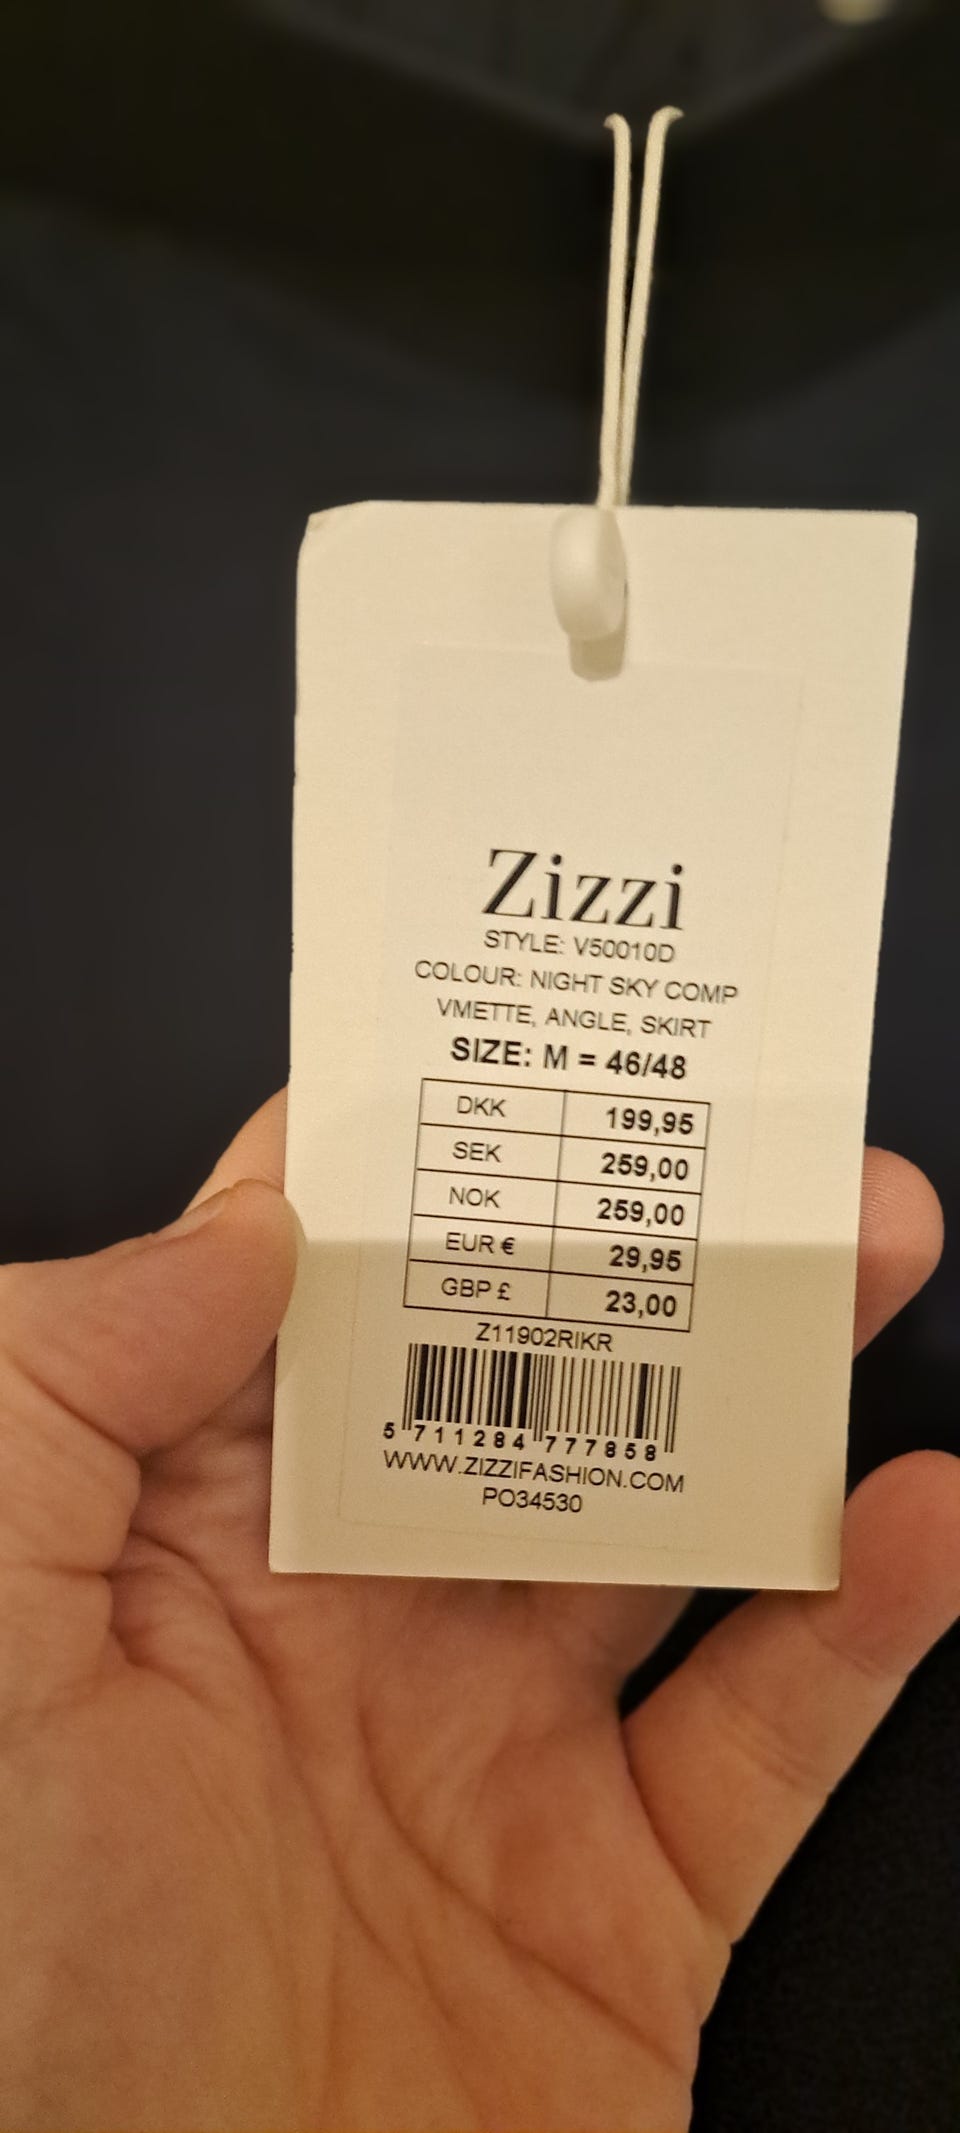 Zizzi
STYLE: V50010D
COLOUR: NIGHT SKY COMP
VMETTE, ANGLE, SKIRT
SIZE: M = 46/48
DKK 199,95
SEK 259,00
NOK 259,00
EUR € 29,95
GBP £ 23,00
Z11902RIKR
5 711284 777858
WWW.ZIZZIFASHION.COM
PO34530